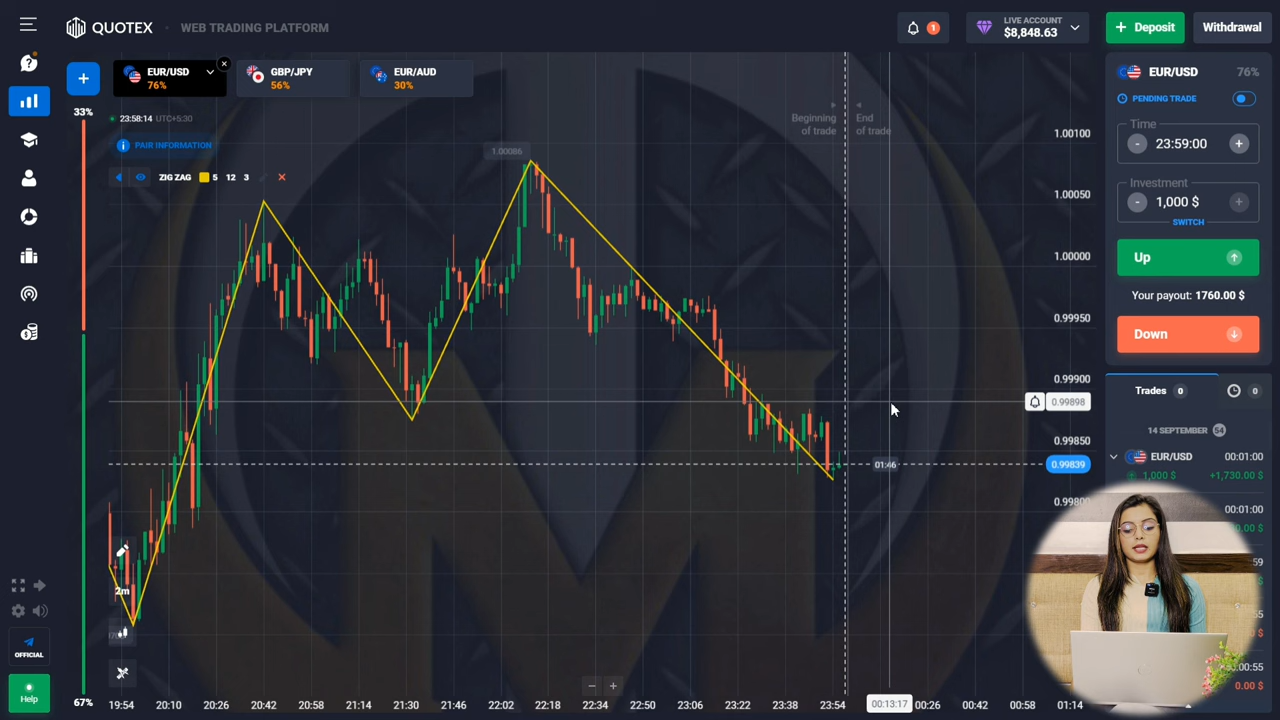 QUOTEX
WEB TRADING PLATFORM
1
LIVE ACCOUNT
$8,848.63
+ Deposit
Withdrawal
EUR/USD
76%
GBP/JPY
56%
EUR/AUD
30%
33%
23:58:14 UTC+5:30
PAIR INFORMATION
ZIG ZAG 5 12 3
1.00086
Beginning
of trade
End
of trade
1.00100
1.00050
1.00000
0.99950
0.99900
0.99898
0.99850
0.99839
01:46
2m
67%
19:54 20:10 20:26 20:42 20:58 21:14 21:30 21:46 22:02 22:18 22:34 22:50 23:06 23:22 23:38 23:54 00:13:17 00:26 00:42 00:58 01:14
OFFICIAL
Help
EUR/USD
76%
PENDING TRADE
Time
- 23:59:00 +
Investment
- 1,000 $ +
SWITCH
Up
Your payout: 1760.00 $
Down
Trades 0
0
14 SEPTEMBER 54
EUR/USD 00:01:00
1,000 $ +1,730.00 $
00:01:00
0.00 $